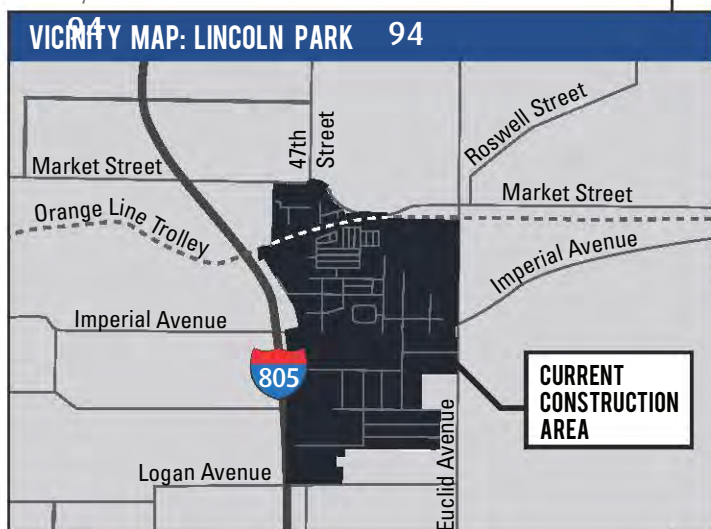 94
VICINITY MAP: LINCOLN PARK 94
47th
Street
Roswell Street
Market Street
Market Street
Orange Line Trolley
Imperial Avenue
Imperial Avenue
805
CURRENT
CONSTRUCTION
AREA
Logan Avenue
Euclid Avenue